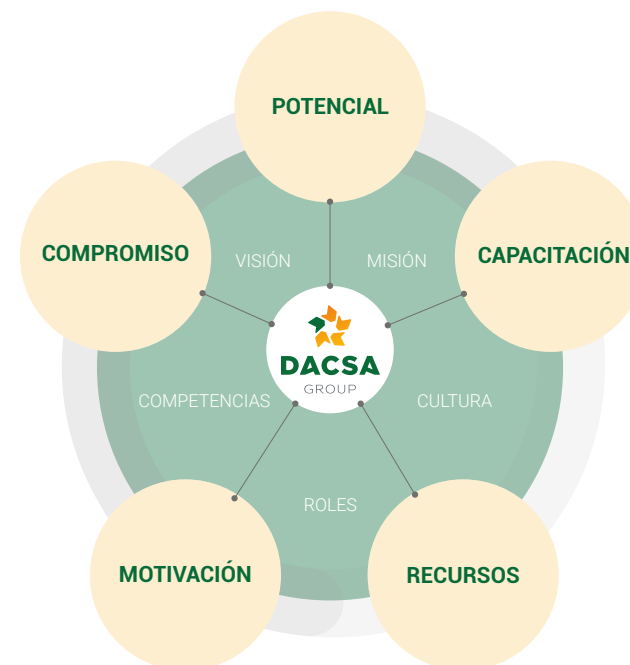 POTENCIAL
COMPROMISO
CAPACITACIÓN
VISIÓN
MISIÓN
DACSA
GROUP
COMPETENCIAS
CULTURA
ROLES
MOTIVACIÓN
RECURSOS